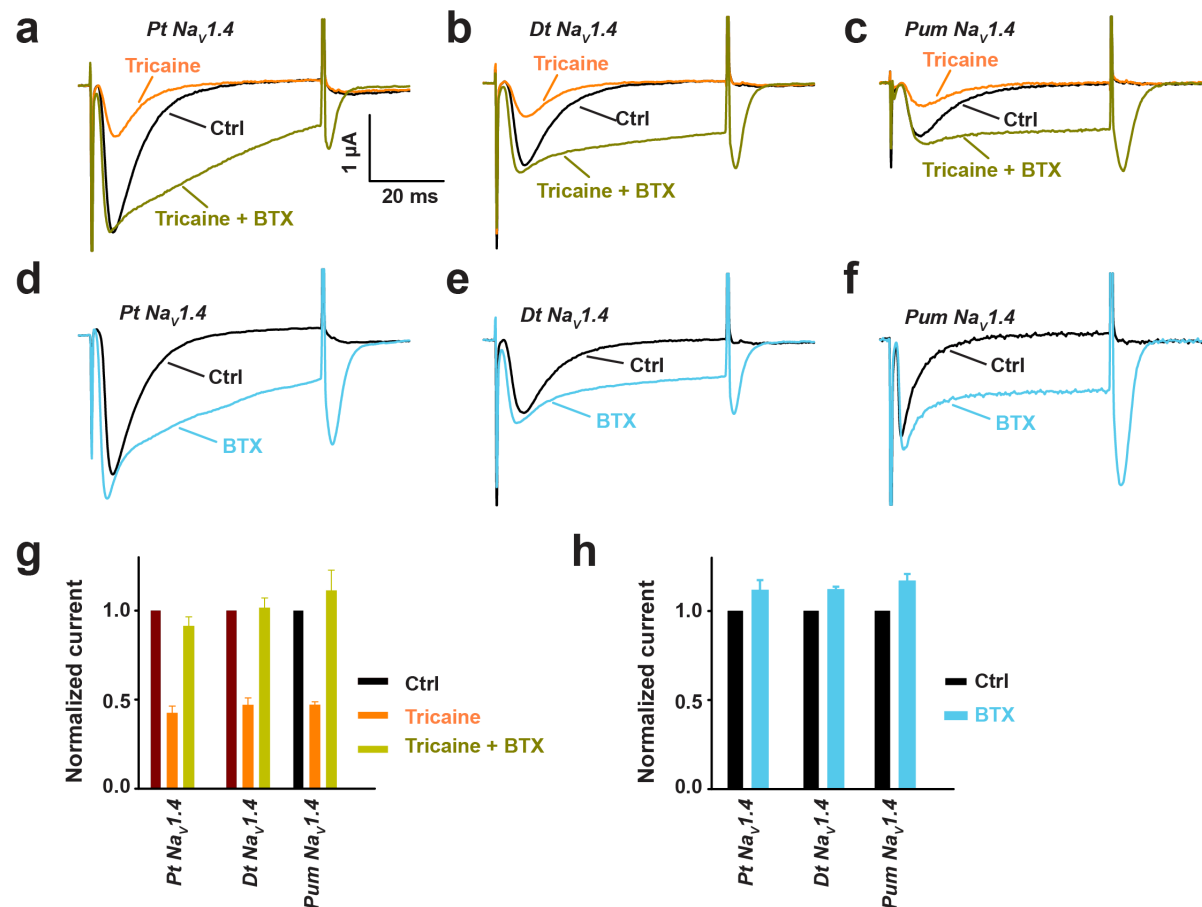 a
Pt NaV1.4
Tricaine
Ctrl
Tricaine + BTX
1 µA
20 ms
b
Dt NaV1.4
Tricaine
Ctrl
Tricaine + BTX
c
Pum NaV1.4
Tricaine
Ctrl
Tricaine + BTX
d
Pt NaV1.4
Ctrl
BTX
e
Dt NaV1.4
Ctrl
BTX
f
Pum NaV1.4
Ctrl
BTX
g
Normalized current
1.0
0.5
0.0
Pt NaV1.4
Dt NaV1.4
Pum NaV1.4
Ctrl
Tricaine
Tricaine + BTX
h
Normalized current
1.0
0.5
0.0
Pt NaV1.4
Dt NaV1.4
Pum NaV1.4
Ctrl
BTX